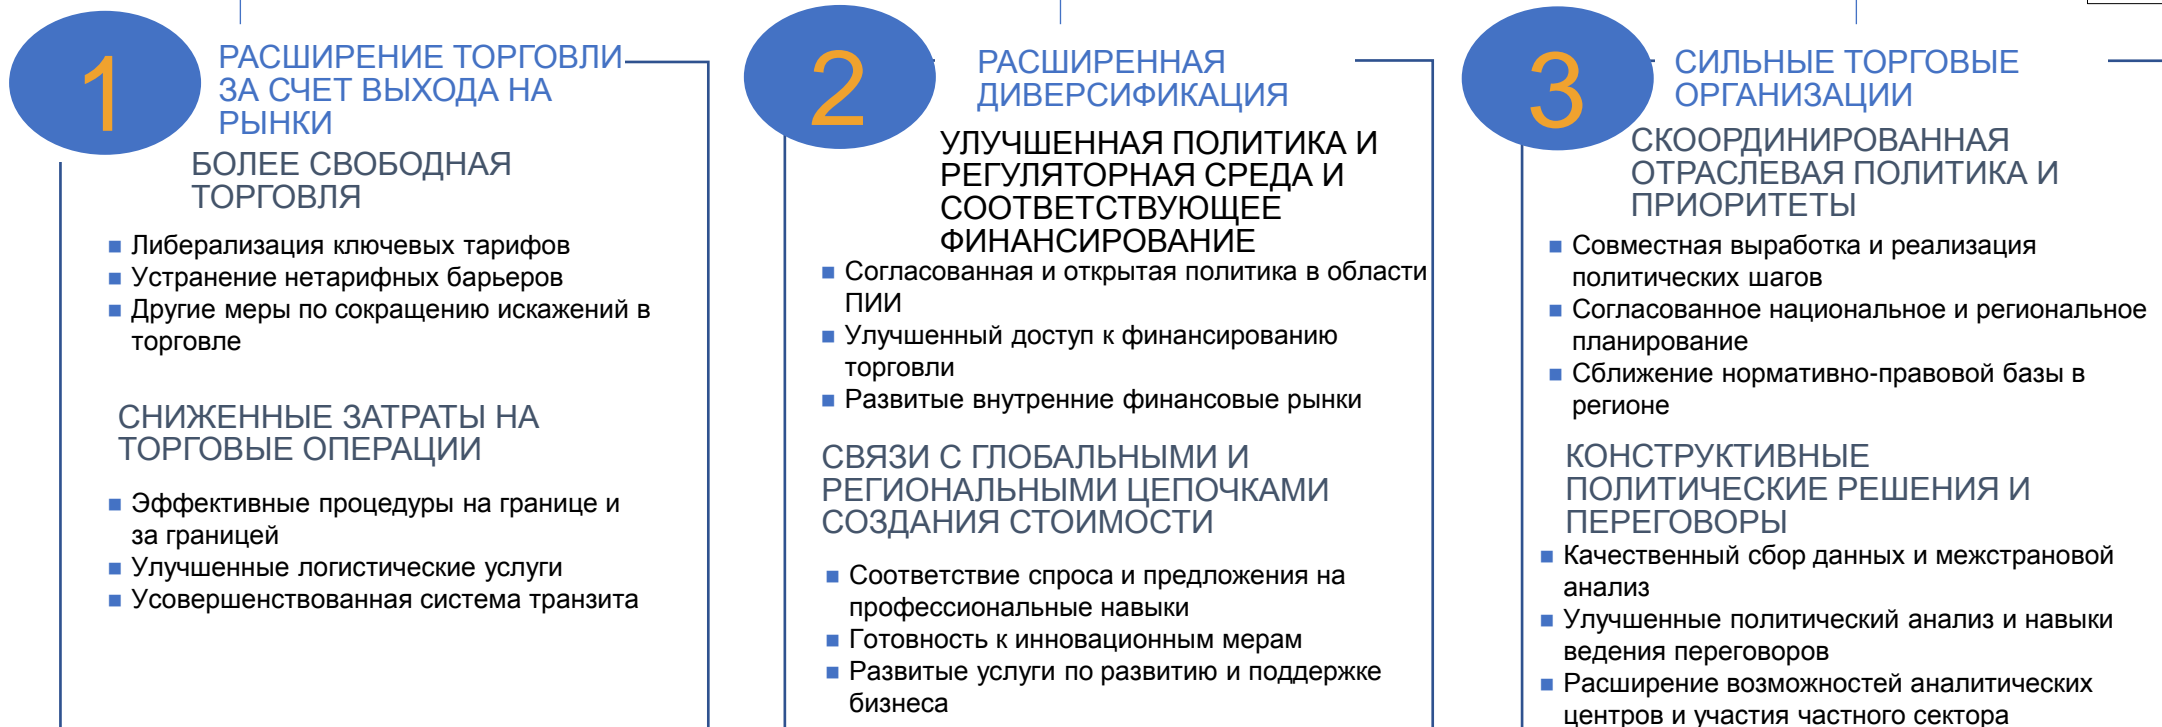 1
РАСШИРЕНИЕ ТОРГОВЛИ
ЗА СЧЕТ ВЫХОДА НА
РЫНКИ
БОЛЕЕ СВОБОДНАЯ
ТОРГОВЛЯ
Либерализация ключевых тарифов
Устранение нетарифных барьеров
Другие меры по сокращению искажений в
торговле
СНИЖЕННЫЕ ЗАТРАТЫ НА
ТОРГОВЫЕ ОПЕРАЦИИ
Эффективные процедуры на границе и
за границей
Улучшенные логистические услуги
Усовершенствованная система транзита
2
РАСШИРЕННАЯ
ДИВЕРСИФИКАЦИЯ
УЛУЧШЕННАЯ ПОЛИТИКА И
РЕГУЛЯТОРНАЯ СРЕДА И
СООТВЕТСТВУЮЩЕЕ
ФИНАНСИРОВАНИЕ
Согласованная и открытая политика в области
ПИИ
Улучшенный доступ к финансированию
торговли
Развитые внутренние финансовые рынки
СВЯЗИ С ГЛОБАЛЬНЫМИ И
РЕГИОНАЛЬНЫМИ ЦЕПОЧКАМИ
СОЗДАНИЯ СТОИМОСТИ
Соответствие спроса и предложения на
профессиональные навыки
Готовность к инновационным мерам
Развитые услуги по развитию и поддержке
бизнеса
3
СИЛЬНЫЕ ТОРГОВЫЕ
ОРГАНИЗАЦИИ
СКООРДИНИРОВАННАЯ
ОТРАСЛЕВАЯ ПОЛИТИКА И
ПРИОРИТЕТЫ
Совместная выработка и реализация
политических шагов
Согласованное национальное и региональное
планирование
Сближение нормативно-правовой базы в
регионе
КОНСТРУКТИВНЫЕ
ПОЛИТИЧЕСКИЕ РЕШЕНИЯ И
ПЕРЕГОВОРЫ
Качественный сбор данных и межстрановой
анализ
Улучшенные политический анализ и навыки
ведения переговоров
Расширение возможностей аналитических
центров и участия частного сектора